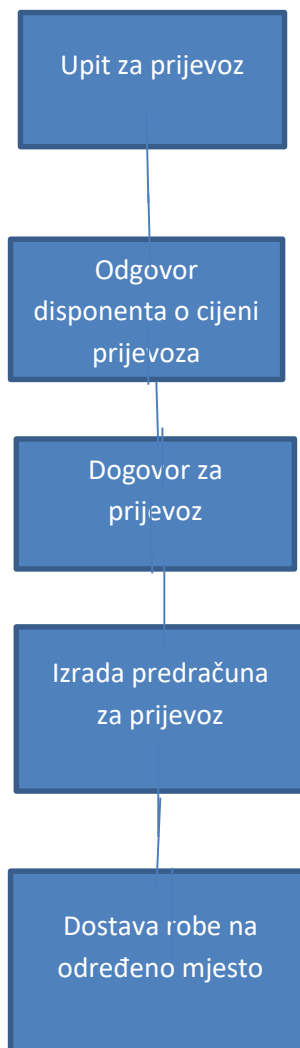 Upit za prijevoz
Odgovor
disponenta o cijeni
prijevoza
Dogovor za
prijevoz
Izrada predračuna
za prijevoz
Dostava robe na
određeno mjesto